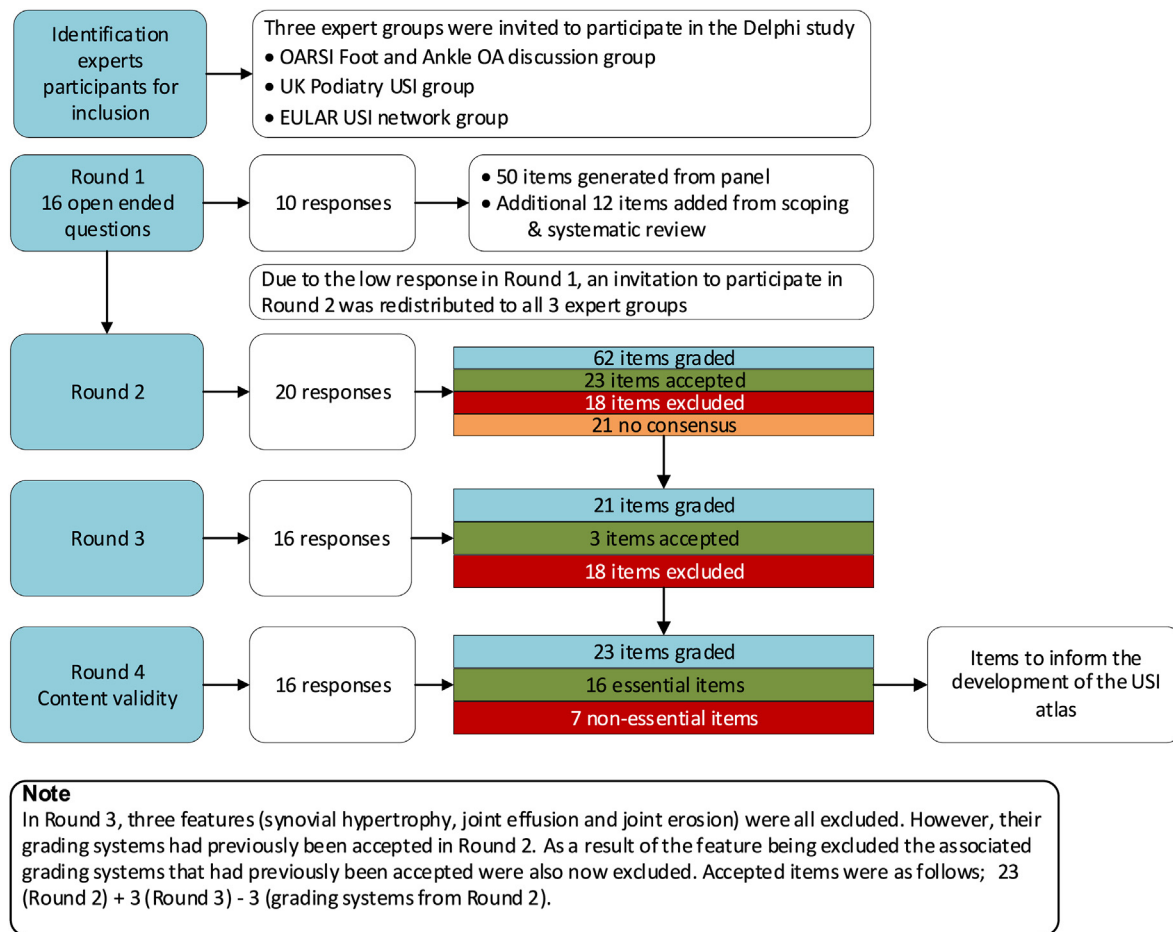 Identification
experts
participants for
inclusion
Three expert groups were invited to participate in the Delphi study
• OARSI Foot and Ankle OA discussion group
• UK Podiatry USI group
• EULAR USI network group
Round 1
16 open ended
questions
10 responses
• 50 items generated from panel
• Additional 12 items added from scoping
& systematic review
Due to the low response in Round 1, an invitation to participate in
Round 2 was redistributed to all 3 expert groups
Round 2
20 responses
62 items graded
23 items accepted
18 items excluded
21 no consensus
Round 3
16 responses
21 items graded
3 items accepted
18 items excluded
Round 4
Content validity
16 responses
23 items graded
16 essential items
7 non-essential items
Items to inform the
development of the USI
atlas
Note
In Round 3, three features (synovial hypertrophy, joint effusion and joint erosion) were all excluded. However, their
grading systems had previously been accepted in Round 2. As a result of the feature being excluded the associated
grading systems that had previously been accepted were also now excluded. Accepted items were as follows; 23
(Round 2) + 3 (Round 3) - 3 (grading systems from Round 2).